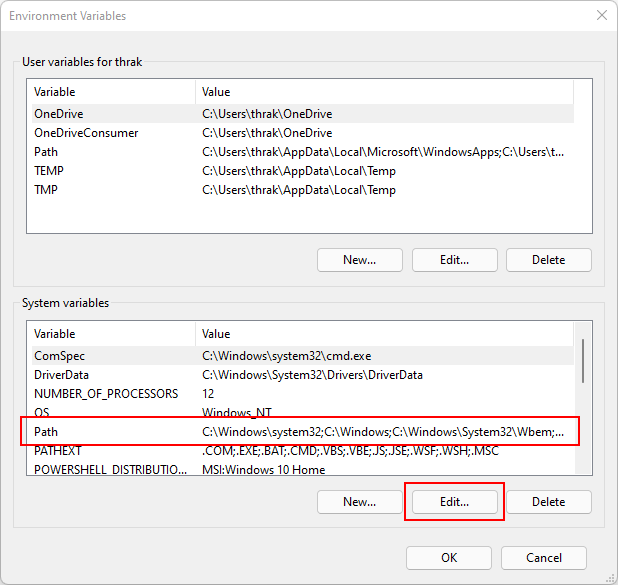 Environment Variables
User variables for thrak
Variable Value
OneDrive C:\Users\thrak\OneDrive
OneDriveConsumer C:\Users\thrak\OneDrive
Path C:\Users\thrak\AppData\Local\Microsoft\WindowsApps;C:\Users\t...
TEMP C:\Users\thrak\AppData\Local\Temp
TMP C:\Users\thrak\AppData\Local\Temp
New... Edit... Delete
System variables
Variable Value
ComSpec C:\Windows\system32\cmd.exe
DriverData C:\Windows\System32\Drivers\DriverData
NUMBER_OF_PROCESSORS 12
OS Windows_NT
Path C:\Windows\system32;C:\Windows;C:\Windows\System32\Wbem;...
PATHEXT .COM;.EXE;.BAT;.CMD;.VBS;.VBE;.JS;.JSE;.WSF;.WSH;.MSC
POWERSHELL_DISTRIBUTIO... MSI:Windows 10 Home
New... Edit... Delete
OK Cancel